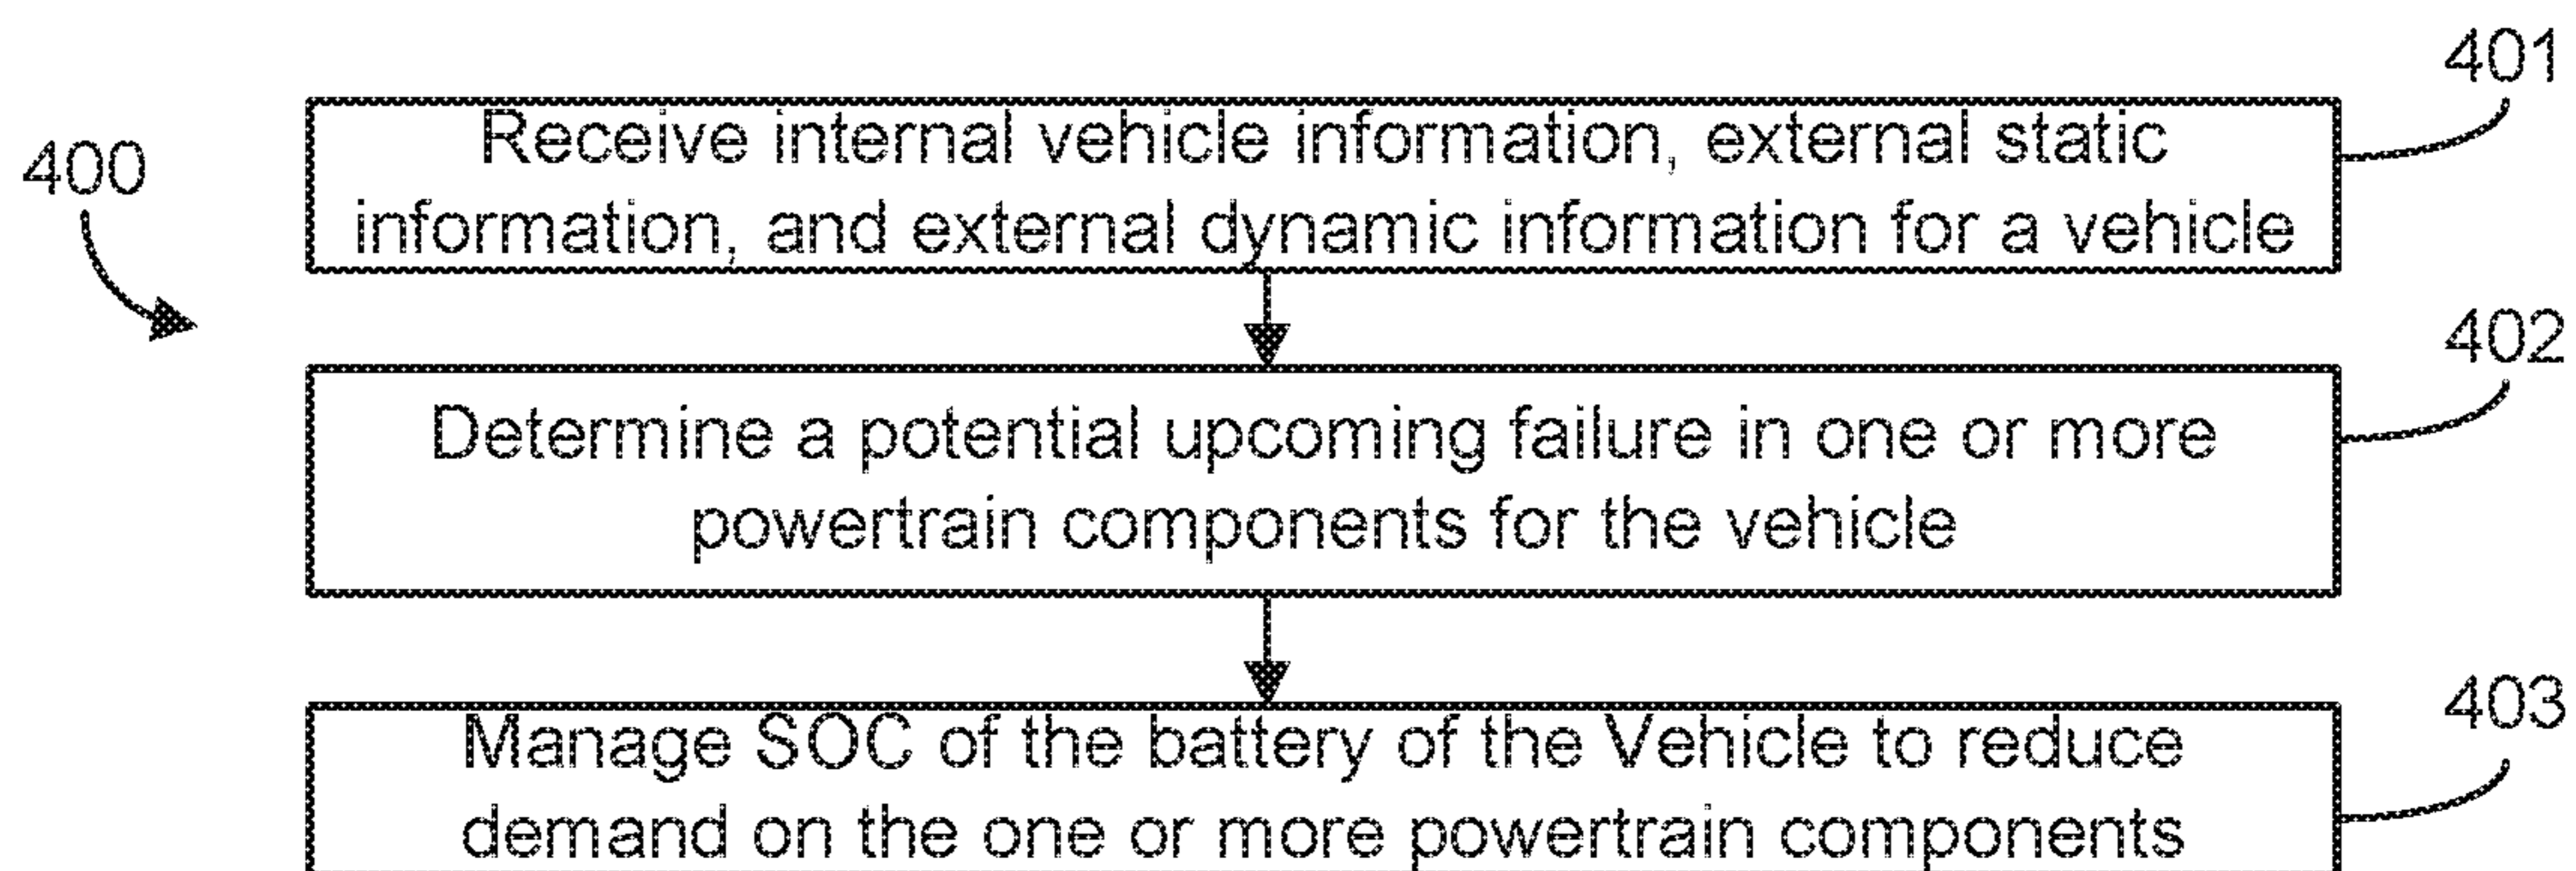 401
Receive internal vehicle information, external static
information, and external dynamic information for a vehicle
400
402
Determine a potential upcoming failure in one or more
powertrain components for the vehicle
403
Manage SOC of the battery of the Vehicle to reduce
demand on the one or more powertrain components